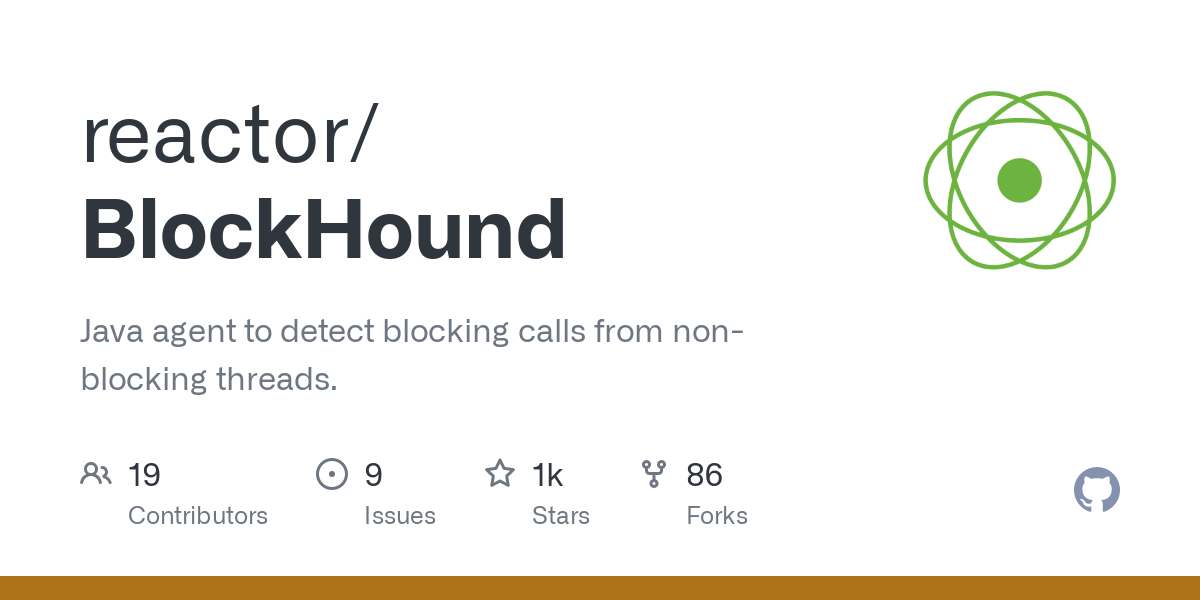 reactor/
BlockHound
Java agent to detect blocking calls from non-
blocking threads.
19 9 1k 86
Contributors Issues Stars Forks